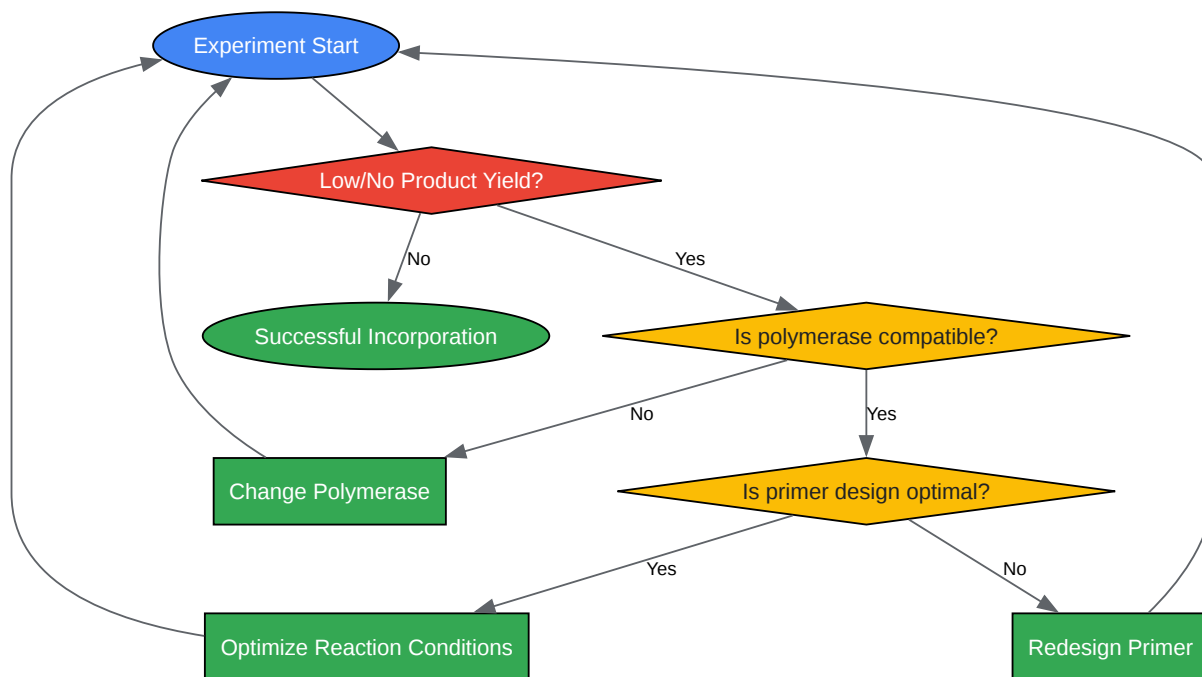 Experiment Start
Low/No Product Yield?
No
Yes
Successful Incorporation
Is polymerase compatible?
No
Yes
Change Polymerase
Is primer design optimal?
Yes
No
Optimize Reaction Conditions
Redesign Primer